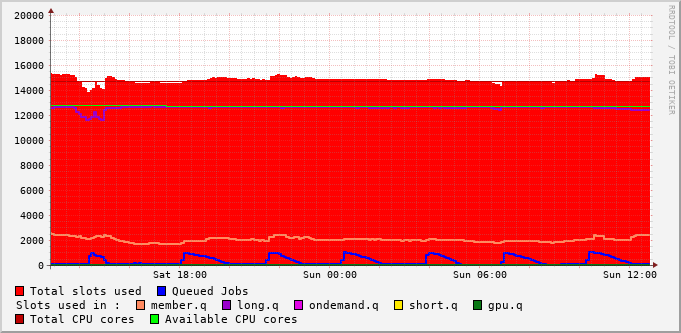 RRDTOOL / TOBI OETIKER
20000
18000
16000
14000
12000
10000
8000
6000
4000
2000
0
Sat 18:00 Sun 00:00 Sun 06:00 Sun 12:00
Total slots used Queued Jobs
Slots used in : member.q long.q ondemand.q short.q gpu.q
Total CPU cores Available CPU cores